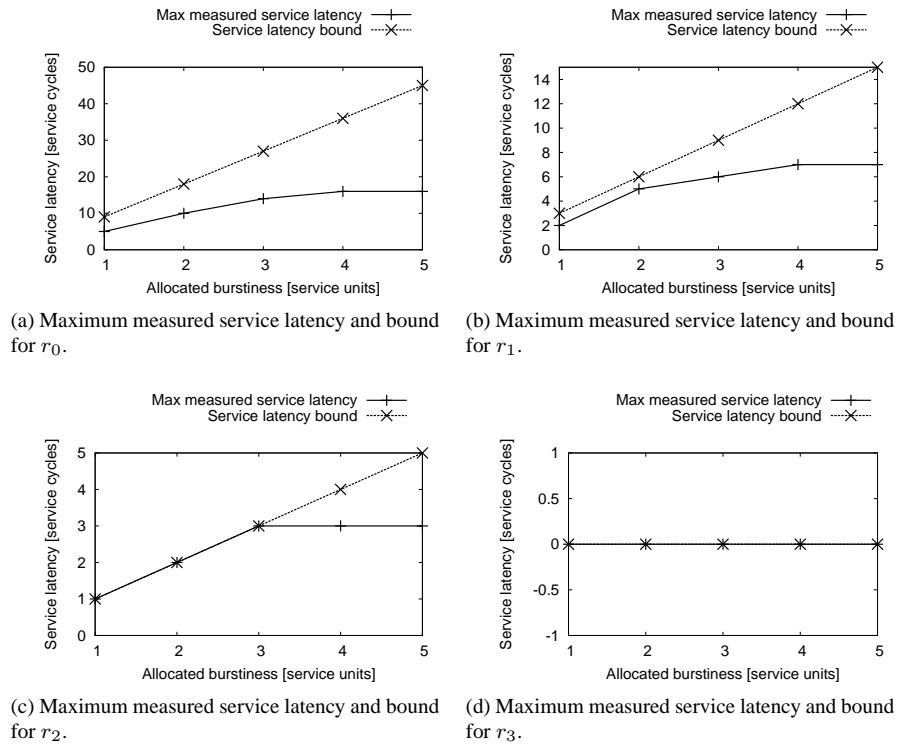 Max measured service latency
Service latency bound
Service latency [service cycles]
50
40
30
20
10
0
1 2 3 4 5
Allocated burstiness [service units]
(a) Maximum measured service latency and bound
for r₀.
Max measured service latency
Service latency bound
Service latency [service cycles]
14
12
10
8
6
4
2
0
1 2 3 4 5
Allocated burstiness [service units]
(b) Maximum measured service latency and bound
for r₁.
Max measured service latency
Service latency bound
Service latency [service cycles]
5
4
3
2
1
0
1 2 3 4 5
Allocated burstiness [service units]
(c) Maximum measured service latency and bound
for r₂.
Max measured service latency
Service latency bound
Service latency [service cycles]
1
0.5
0
-0.5
-1
1 2 3 4 5
Allocated burstiness [service units]
(d) Maximum measured service latency and bound
for r₃.